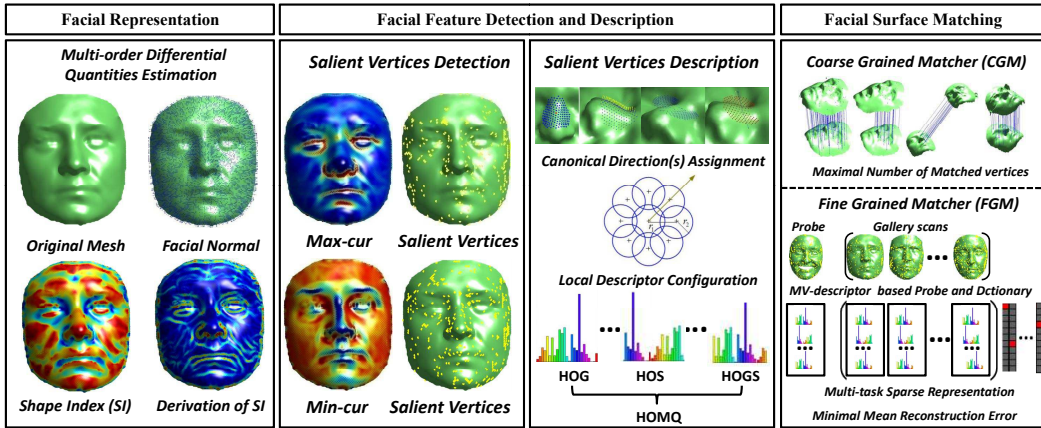 Facial Representation
Multi-order Differential
Quantities Estimation
Original Mesh
Facial Normal
Shape Index (SI)
Derivation of SI
Facial Feature Detection and Description
Salient Vertices Detection
Max-cur
Salient Vertices
Min-cur
Salient Vertices
Salient Vertices Description
Canonical Direction(s) Assignment
r1
r2
Local Descriptor Configuration
HOG
HOS
HOGS
HOMQ
Facial Surface Matching
Coarse Grained Matcher (CGM)
Maximal Number of Matched vertices
Fine Grained Matcher (FGM)
Probe
Gallery scans
MV-descriptor based Probe and Dctionary
Multi-task Sparse Representation
Minimal Mean Reconstruction Error